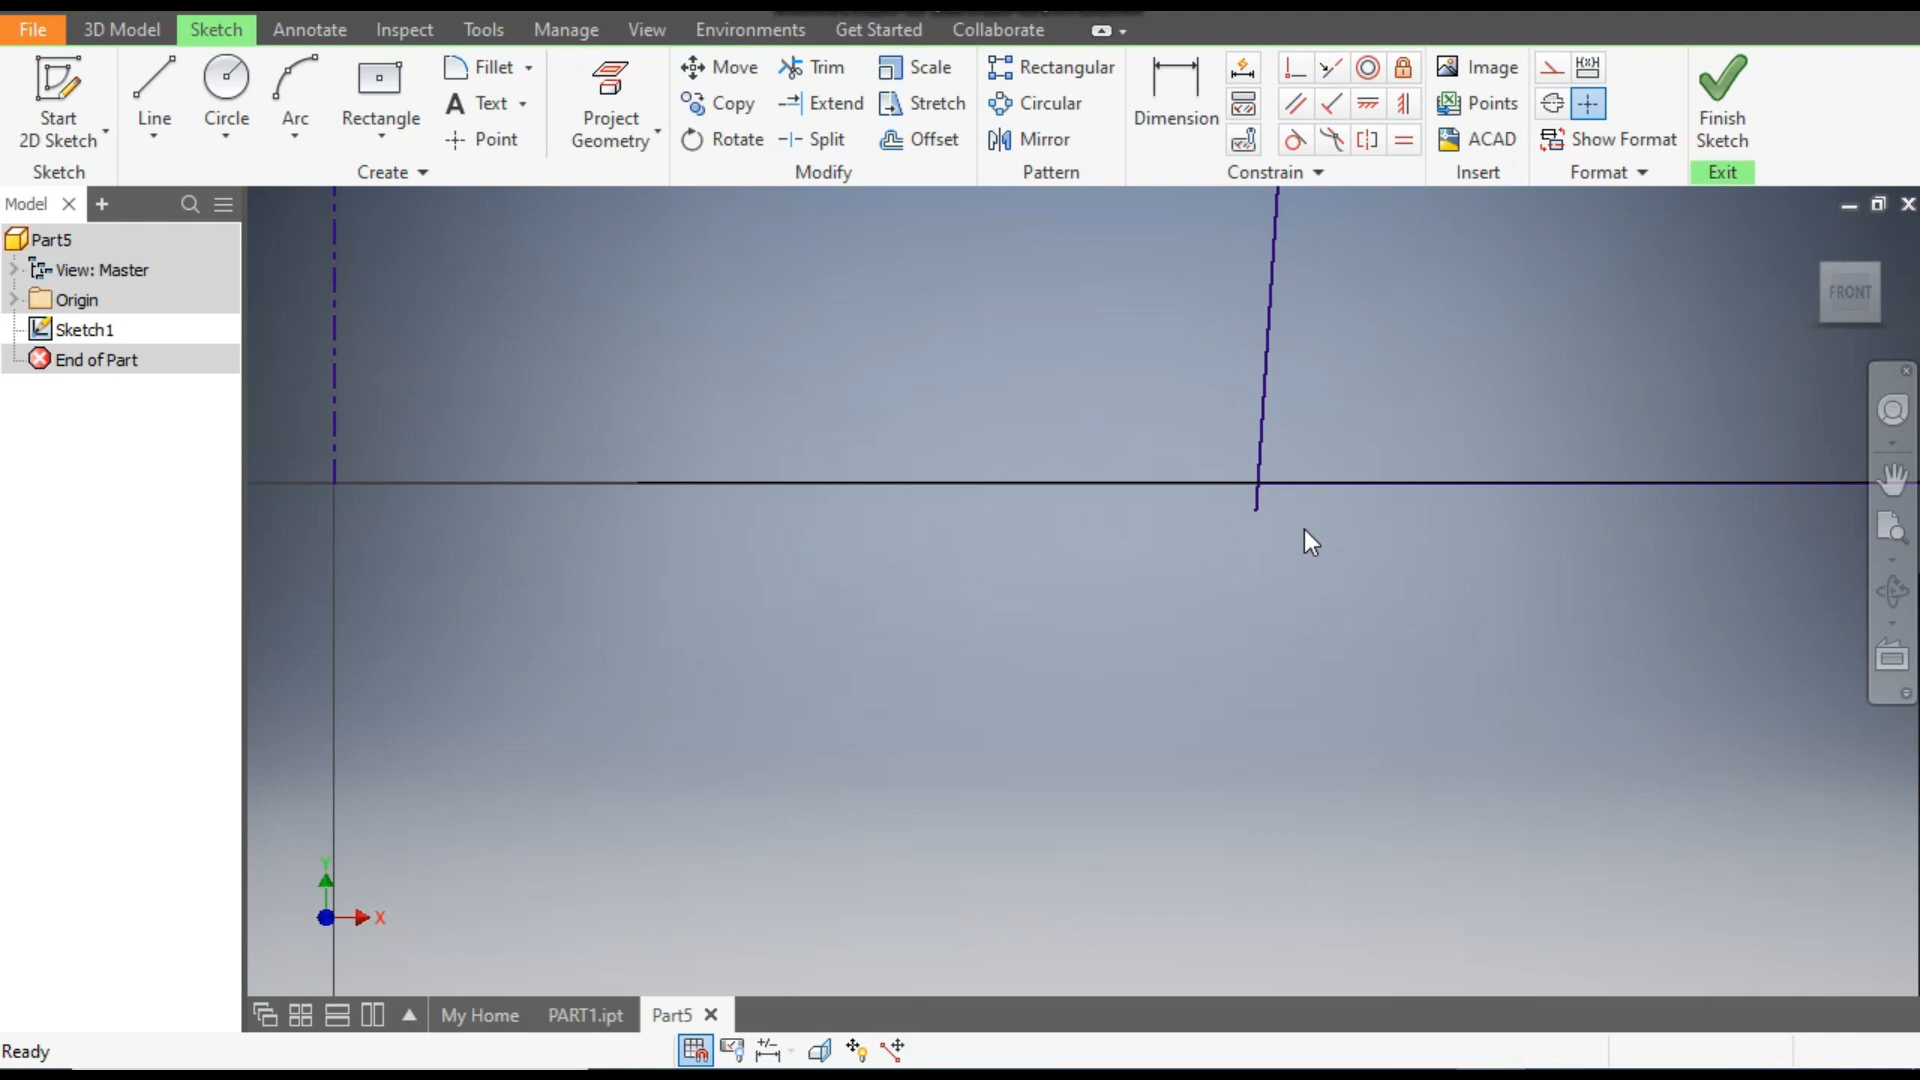 File 3D Model Sketch Annotate Inspect Tools Manage View Environments Get Started Collaborate
Start
2D Sketch
Line
Circle
Arc
Rectangle
Fillet
Text
Point
Project
Geometry
Move
Copy
Rotate
Trim
Extend
Split
Scale
Stretch
Offset
Rectangular
Circular
Mirror
Dimension
Image
Points
ACAD
Show Format
Finish
Sketch
Sketch Create Modify Pattern Constrain Insert Format Exit
Model
Part5
View: Master
Origin
Sketch1
End of Part
FRONT
Y
X
My Home PART1.ipt Part5
Ready